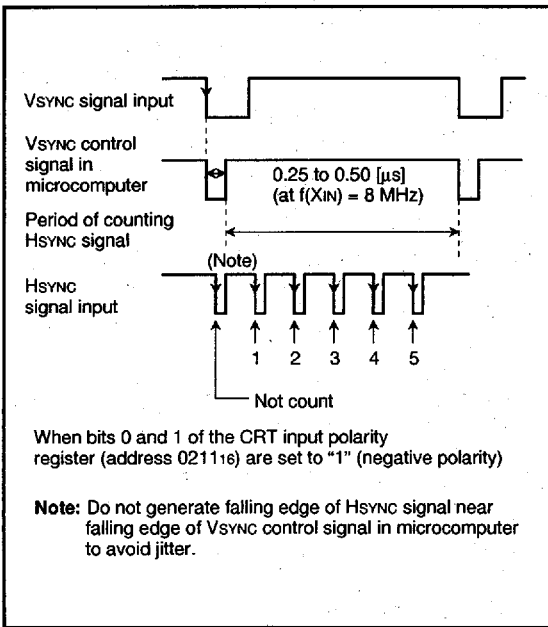 VSYNC signal input
VSYNC control
signal in
microcomputer
0.25 to 0.50 [μs]
(at f(XIN) = 8 MHz)
Period of counting
HSYNC signal
(Note)
HSYNC
signal input
1 2 3 4 5
Not count
When bits 0 and 1 of the CRT input polarity
register (address 021116) are set to “1” (negative polarity)
Note: Do not generate falling edge of HSYNC signal near
falling edge of VSYNC control signal in microcomputer
to avoid jitter.